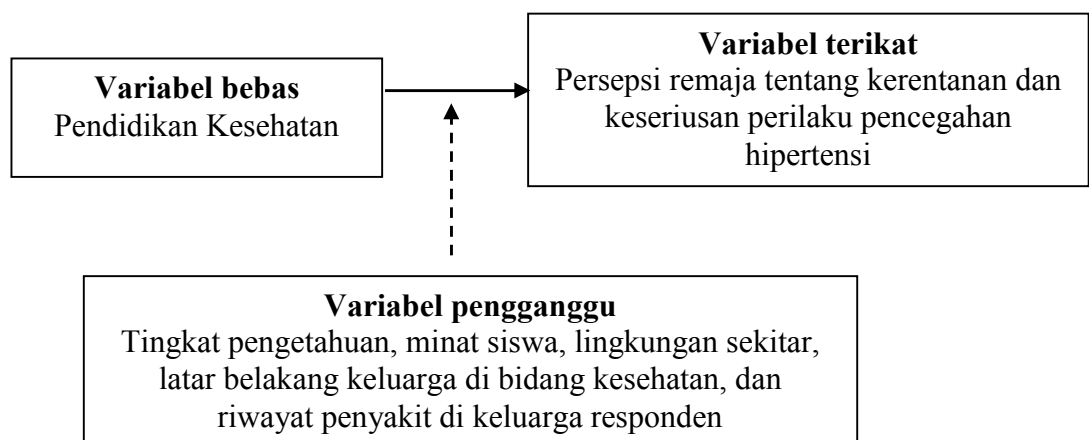 Variabel bebas
Pendidikan Kesehatan
Variabel terikat
Persepsi remaja tentang kerentanan dan
keseriusan perilaku pencegahan
hipertensi
Variabel pengganggu
Tingkat pengetahuan, minat siswa, lingkungan sekitar,
latar belakang keluarga di bidang kesehatan, dan
riwayat penyakit di keluarga responden